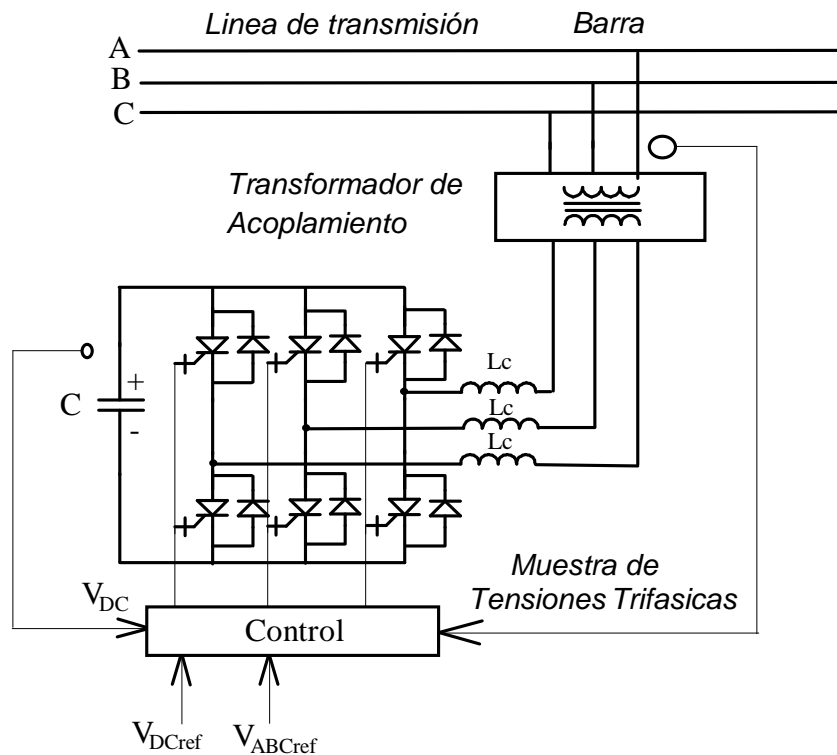 Linea de transmisión
Barra
A
B
C
Transformador de
Acoplamiento
Lc
+
C
Lc
-
Lc
Muestra de
Tensiones Trifasicas
VDC
Control
VDCref
VABCref